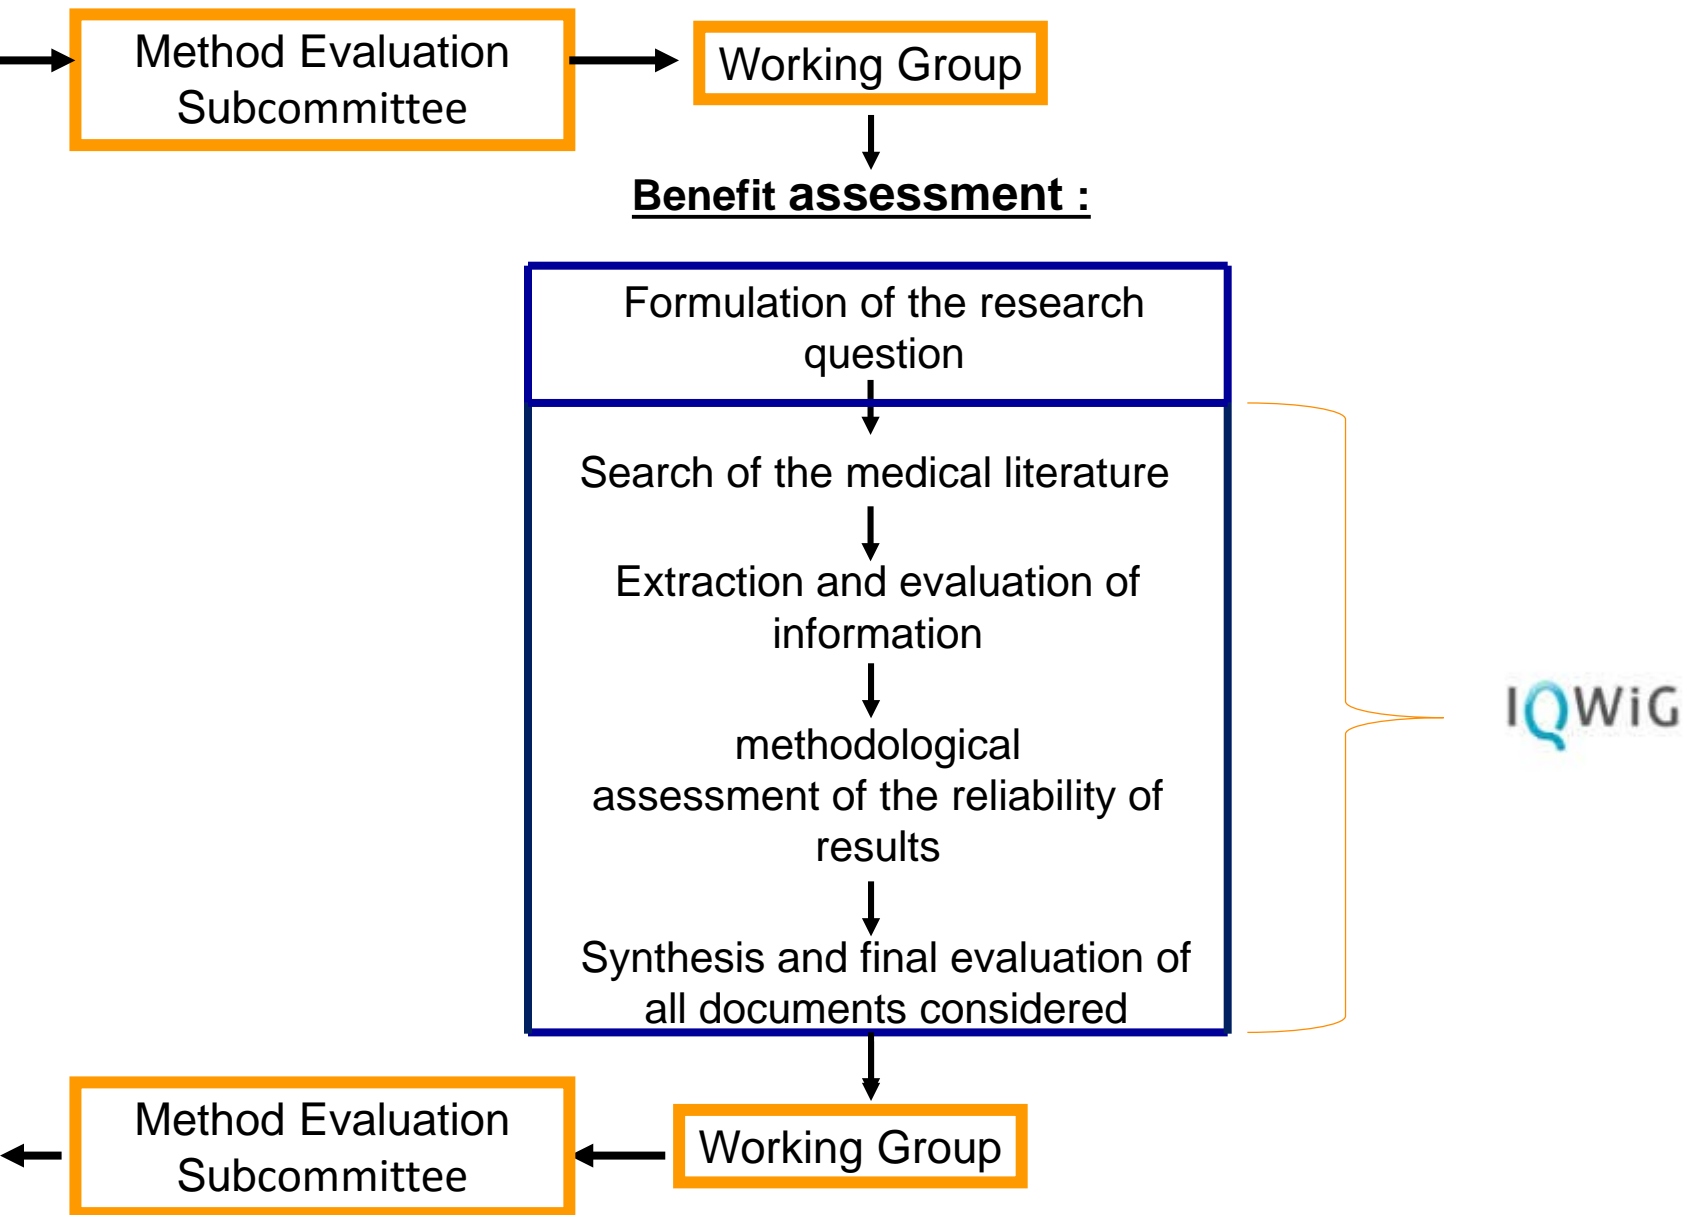 Method Evaluation
Subcommittee
Working Group
Benefit assessment :
Formulation of the research
question
Search of the medical literature
Extraction and evaluation of
information
methodological
assessment of the reliability of
results
Synthesis and final evaluation of
all documents considered
IQWiG
Method Evaluation
Subcommittee
Working Group